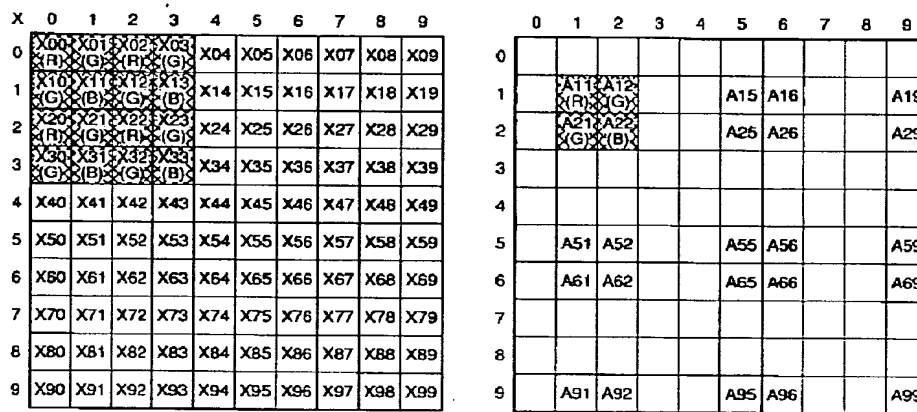 X 0 1 2 3 4 5 6 7 8 9
0 X00 (R) X01 (G) X02 (R) X03 (G) X04 X05 X06 X07 X08 X09
1 X10 (G) X11 (B) X12 (G) X13 (B) X14 X15 X16 X17 X18 X19
2 X20 (R) X21 (G) X22 (R) X23 (G) X24 X25 X26 X27 X28 X29
3 X30 (G) X31 (B) X32 (G) X33 (B) X34 X35 X36 X37 X38 X39
4 X40 X41 X42 X43 X44 X45 X46 X47 X48 X49
5 X50 X51 X52 X53 X54 X55 X56 X57 X58 X59
6 X60 X61 X62 X63 X64 X65 X66 X67 X68 X69
7 X70 X71 X72 X73 X74 X75 X76 X77 X78 X79
8 X80 X81 X82 X83 X84 X85 X86 X87 X88 X89
9 X90 X91 X92 X93 X94 X95 X96 X97 X98 X99
0 1 2 3 4 5 6 7 8 9
0
1 A11 (R) A12 (G) A15 A16 A19
2 A21 (G) A22 (B) A25 A26 A29
3
4
5 A51 A52 A55 A56 A59
6 A61 A62 A65 A66 A69
7
8
9 A91 A92 A95 A96 A99